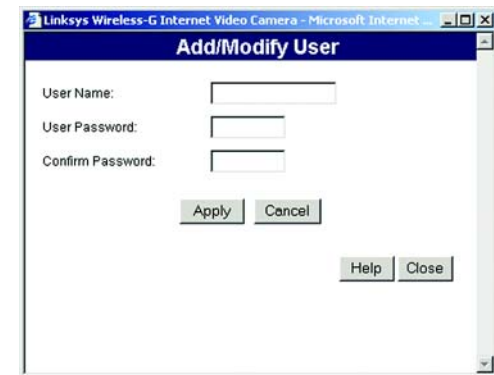 Linksys Wireless-G Internet Video Camera - Microsoft Internet ...
Add/Modify User
User Name:
User Password:
Confirm Password:
Apply Cancel
Help Close